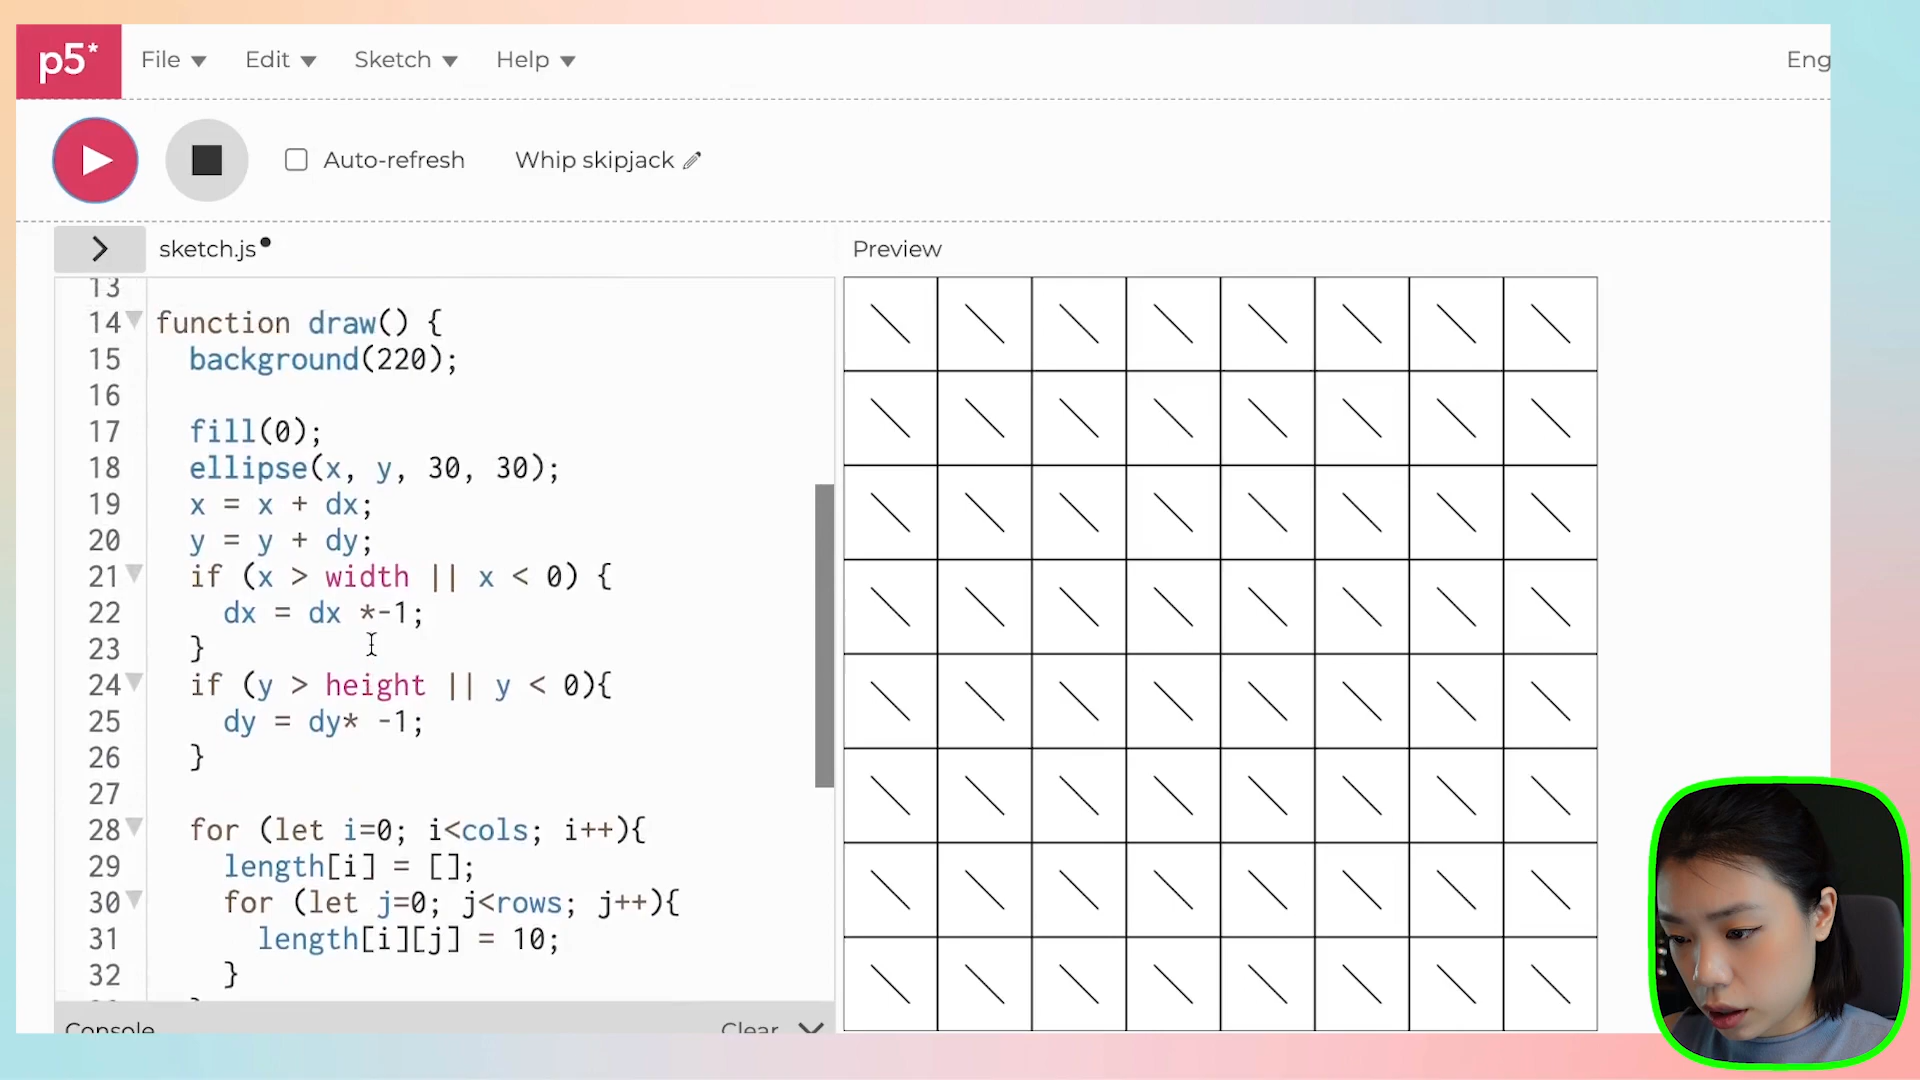 p5*
File
Edit
Sketch
Help
Eng
Auto-refresh
Whip skipjack
sketch.js
Preview
13
14 function draw() {
15 background(220);
16
17 fill(0);
18 ellipse(x, y, 30, 30);
19 x = x + dx;
20 y = y + dy;
21 if (x > width || x < 0) {
22 dx = dx *-1;
23 }
24 if (y > height || y < 0){
25 dy = dy* -1;
26 }
27
28 for (let i=0; i<cols; i++){
29 length[i] = [];
30 for (let j=0; j<rows; j++){
31 length[i][j] = 10;
32 }
Console
Clear